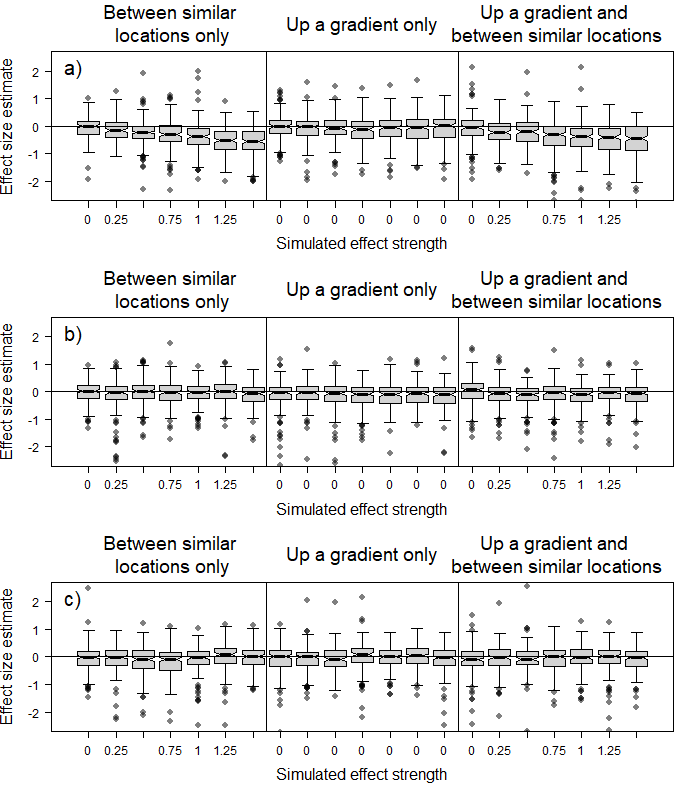 Between similar
locations only
Up a gradient only
Up a gradient and
between similar locations
a)
Effect size estimate
2
1
0
-1
-2
0 0.25 0.75 1 1.25 0 0 0 0 0 0 0 0 0.25 0.75 1 1.25
Simulated effect strength
Between similar
locations only
Up a gradient only
Up a gradient and
between similar locations
b)
Effect size estimate
2
1
0
-1
-2
0 0.25 0.75 1 1.25 0 0 0 0 0 0 0 0 0.25 0.75 1 1.25
Simulated effect strength
Between similar
locations only
Up a gradient only
Up a gradient and
between similar locations
c)
Effect size estimate
2
1
0
-1
-2
0 0.25 0.75 1 1.25 0 0 0 0 0 0 0 0 0.25 0.75 1 1.25
Simulated effect strength